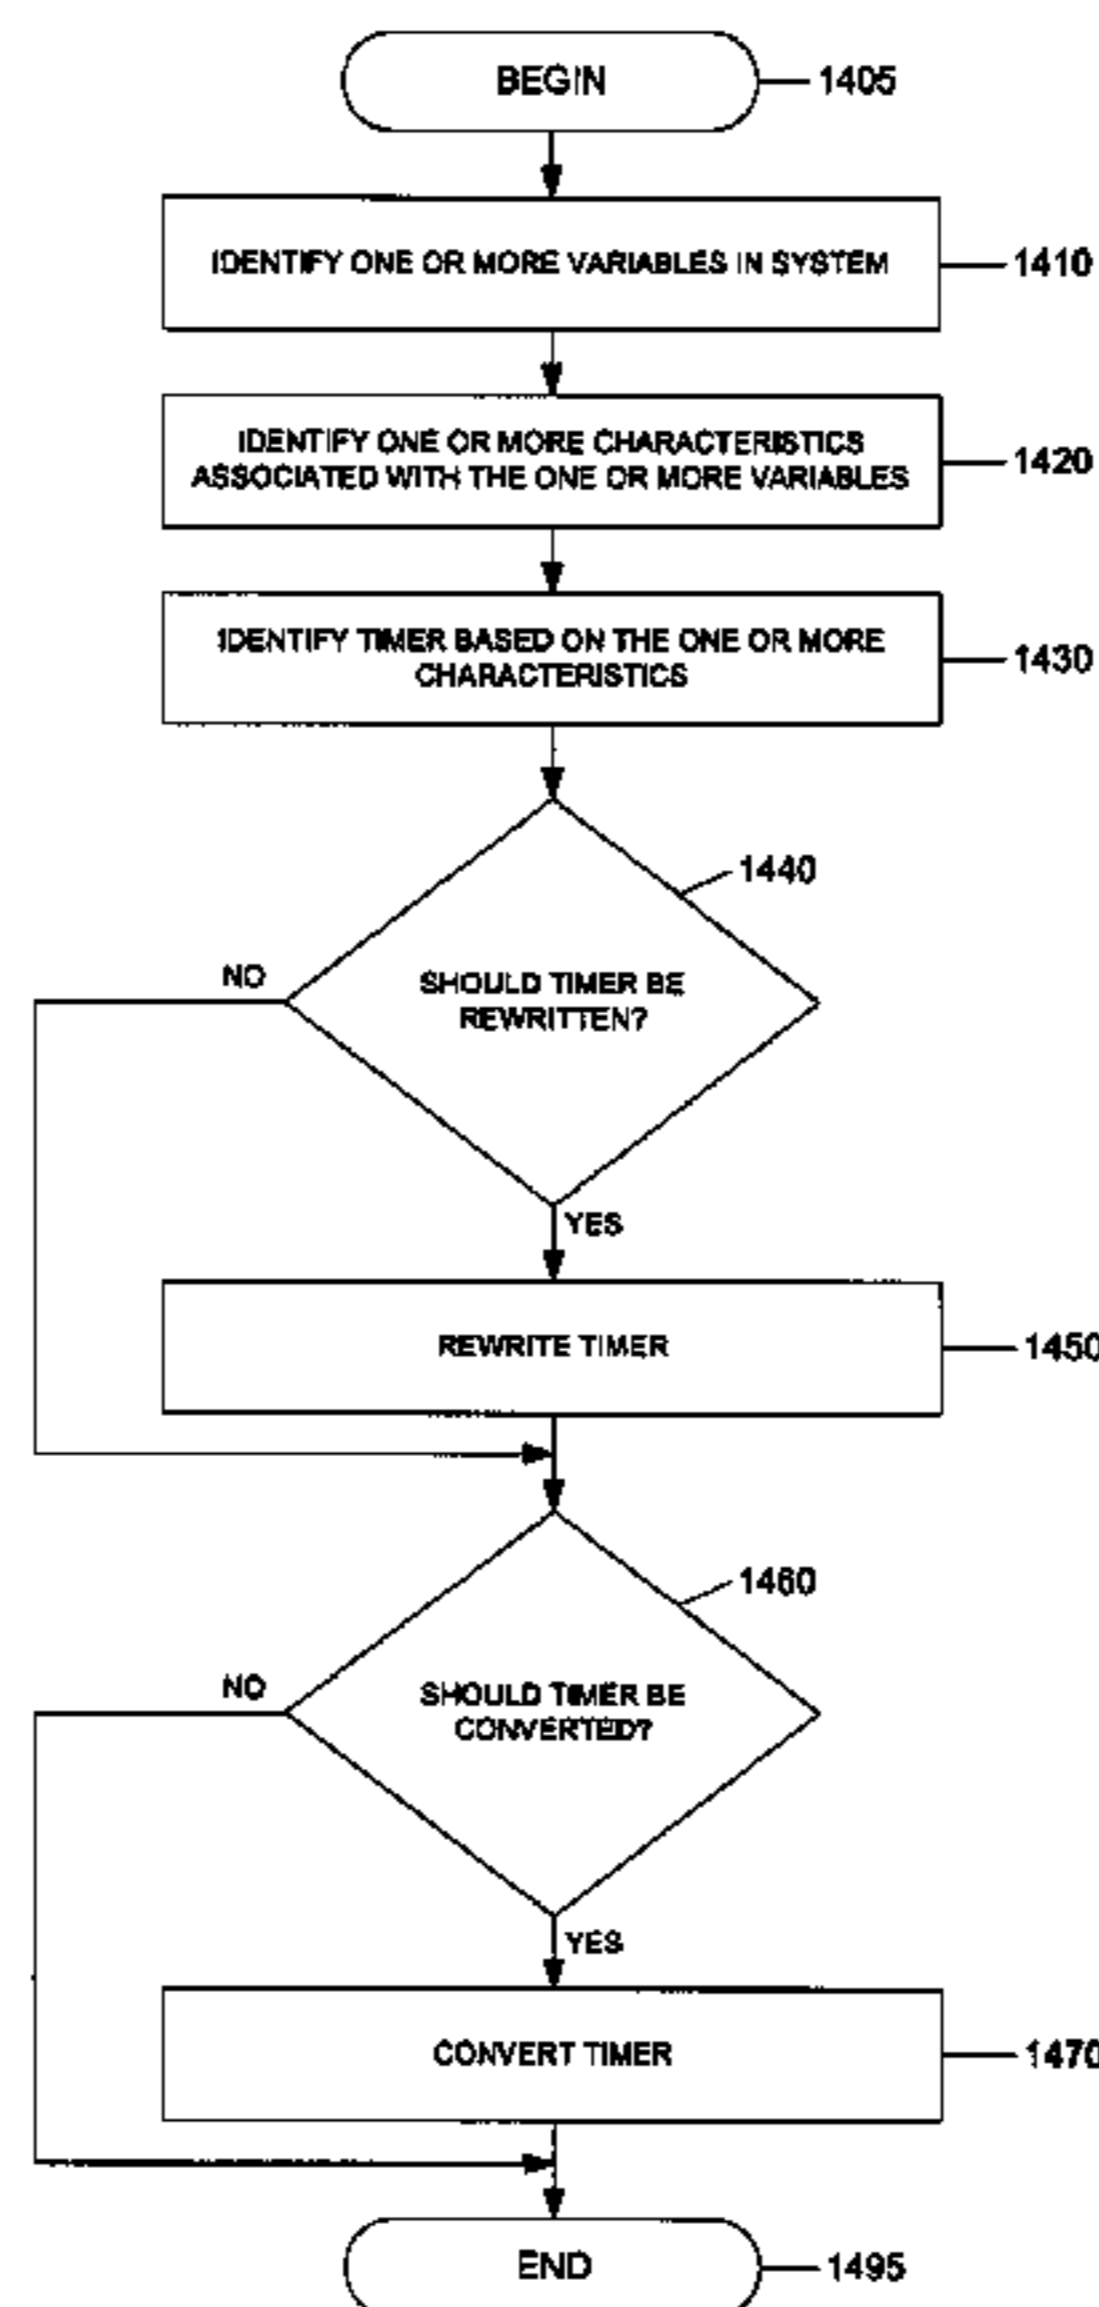 BEGIN
1405
IDENTIFY ONE OR MORE VARIABLES IN SYSTEM
1410
IDENTIFY ONE OR MORE CHARACTERISTICS
ASSOCIATED WITH THE ONE OR MORE VARIABLES
1420
IDENTIFY TIMER BASED ON THE ONE OR MORE
CHARACTERISTICS
1430
1440
NO
SHOULD TIMER BE
REWRITTEN?
YES
REWRITE TIMER
1450
1460
NO
SHOULD TIMER BE
CONVERTED?
YES
CONVERT TIMER
1470
END
1495